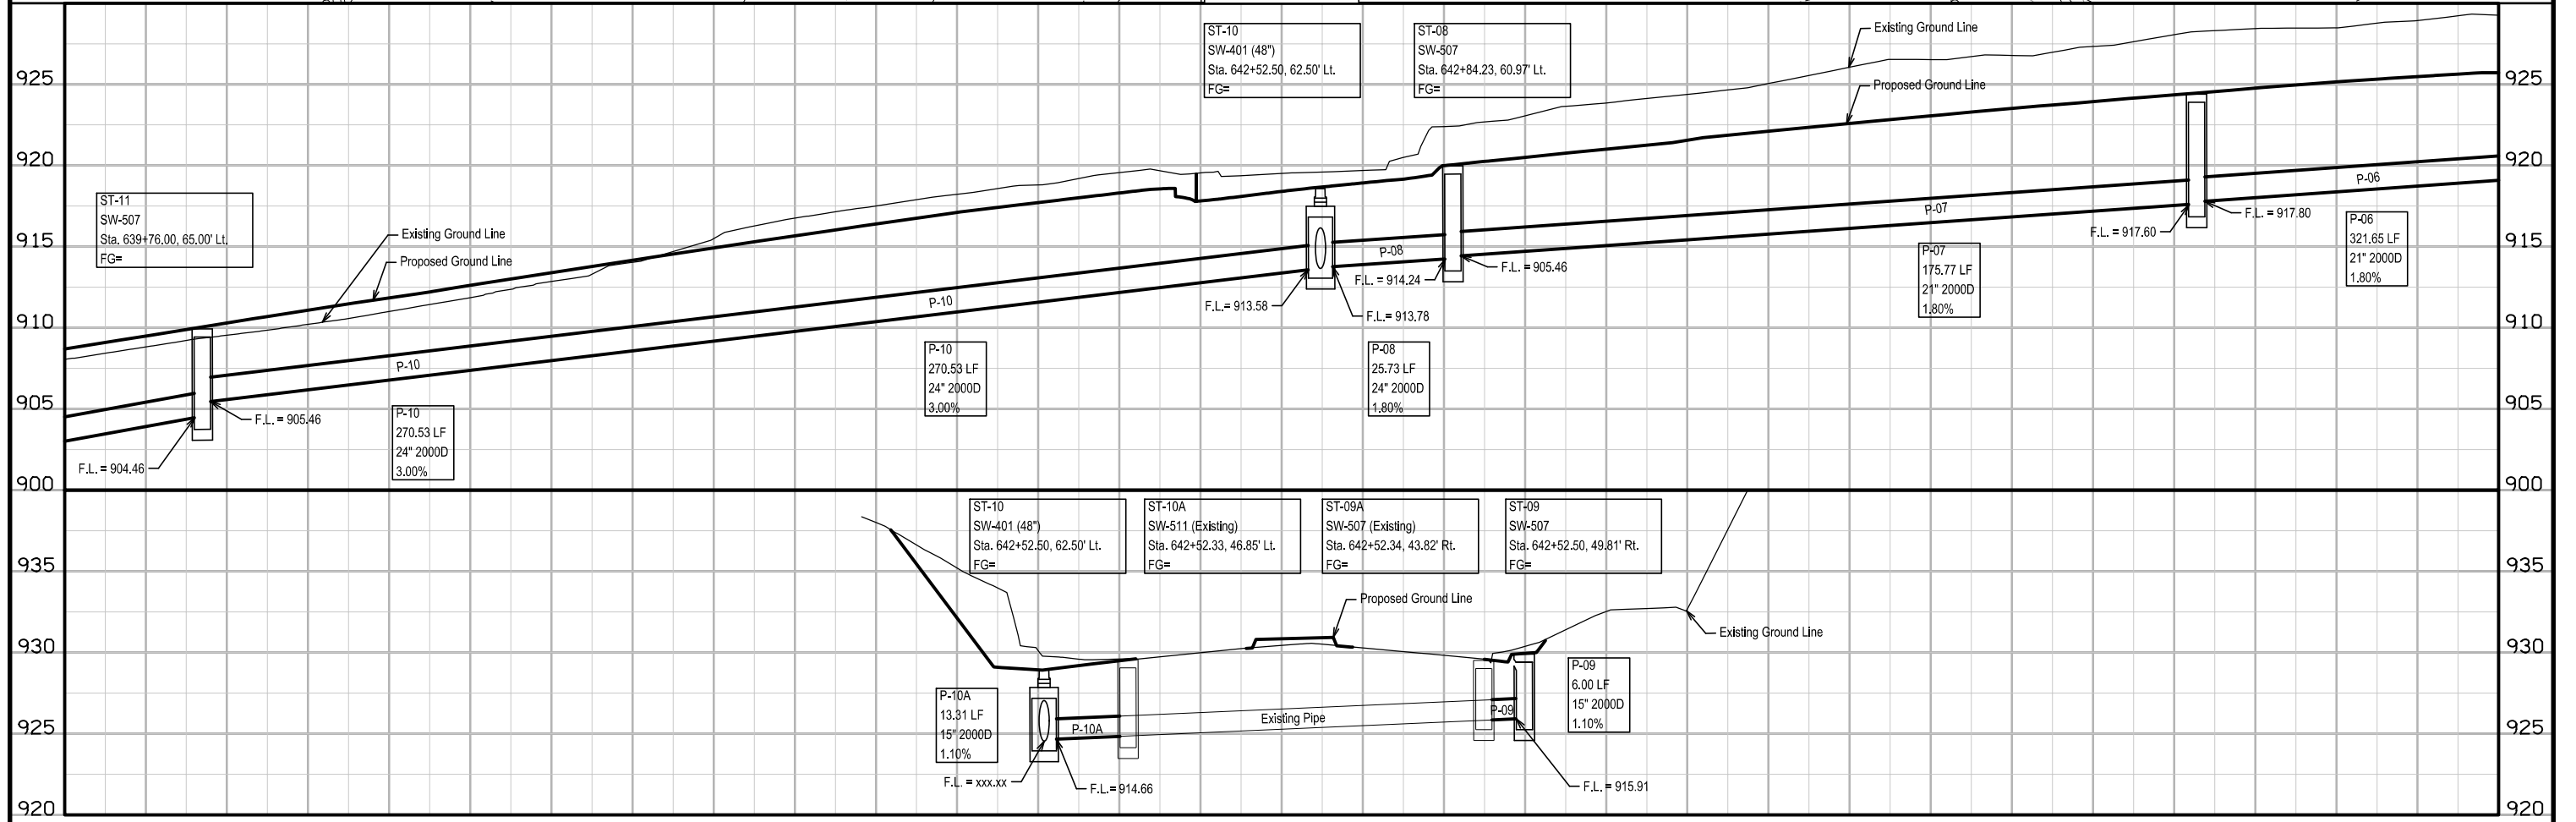 ST-10
SW-401 (48")
Sta. 642+52.50, 62.50' Lt.
FG=
ST-08
SW-507
Sta. 642+84.23, 60.97' Lt.
FG=
Existing Ground Line
Proposed Ground Line
925
925
920
920
915
915
910
910
905
905
900
900
ST-11
SW-507
Sta. 639+76.00, 65.00' Lt.
FG=
Existing Ground Line
Proposed Ground Line
P-10
P-10
P-08
P-07
P-06
F.L. = 904.46
F.L. = 905.46
P-10
270.53 LF
24" 2000D
3.00%
P-10
270.53 LF
24" 2000D
3.00%
F.L. = 913.58
F.L.= 913.78
F.L. = 914.24
F.L. = 905.46
P-08
25.73 LF
24" 2000D
1.80%
P-07
175.77 LF
21" 2000D
1.80%
F.L. = 917.60
F.L. = 917.80
P-06
321.65 LF
21" 2000D
1.80%
ST-10
SW-401 (48")
Sta. 642+52.50, 62.50' Lt.
FG=
ST-10A
SW-511 (Existing)
Sta. 642+52.33, 46.85' Lt.
FG=
ST-09A
SW-507 (Existing)
Sta. 642+52.34, 43.82' Rt.
FG=
ST-09
SW-507
Sta. 642+52.50, 49.81' Rt.
FG=
935
935
930
930
925
925
920
920
Proposed Ground Line
Existing Ground Line
P-10A
13.31 LF
15" 2000D
1.10%
P-10A
Existing Pipe
P-09
P-09
6.00 LF
15" 2000D
1.10%
F.L. = xxx.xx
F.L.= 914.66
F.L. = 915.91